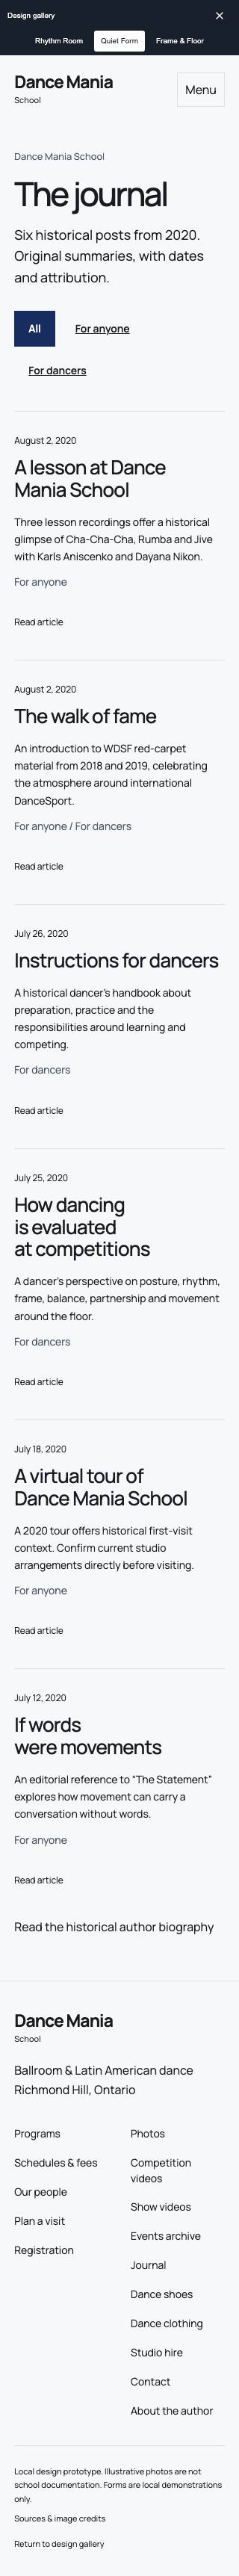 Design gallery
×
Rhythm Room Quiet Form Frame & Floor
Dance Mania
School
Menu
Dance Mania School
The journal
Six historical posts from 2020.
Original summaries, with dates
and attribution.
All For anyone
For dancers
August 2, 2020
A lesson at Dance
Mania School
Three lesson recordings offer a historical
glimpse of Cha-Cha-Cha, Rumba and Jive
with Karls Aniscenko and Dayana Nikon.
For anyone
Read article
August 2, 2020
The walk of fame
An introduction to WDSF red-carpet
material from 2018 and 2019, celebrating
the atmosphere around international
DanceSport.
For anyone / For dancers
Read article
July 26, 2020
Instructions for dancers
A historical dancer's handbook about
preparation, practice and the
responsibilities around learning and
competing.
For dancers
Read article
July 25, 2020
How dancing
is evaluated
at competitions
A dancer's perspective on posture, rhythm,
frame, balance, partnership and movement
around the floor.
For dancers
Read article
July 18, 2020
A virtual tour of
Dance Mania School
A 2020 tour offers historical first-visit
context. Confirm current studio
arrangements directly before visiting.
For anyone
Read article
July 12, 2020
If words
were movements
An editorial reference to "The Statement"
explores how movement can carry a
conversation without words.
For anyone
Read article
Read the historical author biography
Dance Mania
School
Ballroom & Latin American dance
Richmond Hill, Ontario
Programs
Schedules & fees
Our people
Plan a visit
Registration
Photos
Competition
videos
Show videos
Events archive
Journal
Dance shoes
Dance clothing
Studio hire
Contact
About the author
Local design prototype. Illustrative photos are not
school documentation. Forms are local demonstrations
only.
Sources & image credits
Return to design gallery